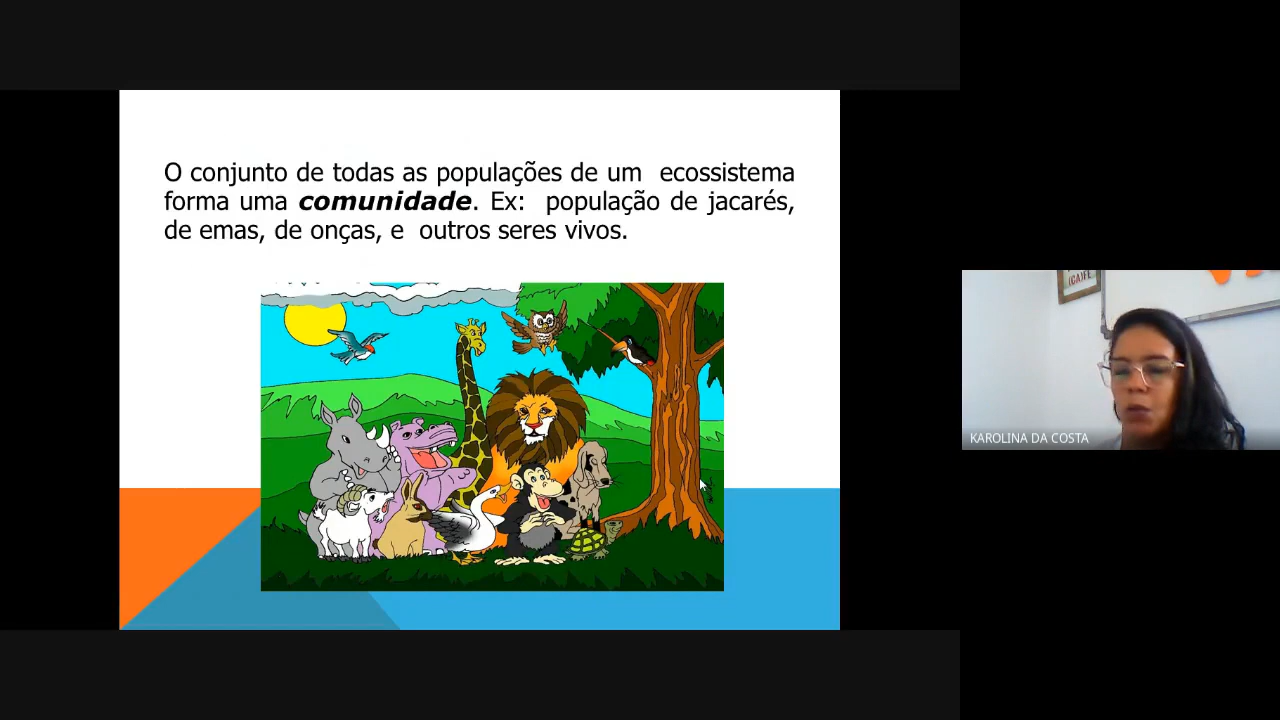 O conjunto de todas as populações de um ecossistema
forma uma comunidade. Ex: população de jacarés,
de emas, de onças, e outros seres vivos.
KAROLINA DA COSTA